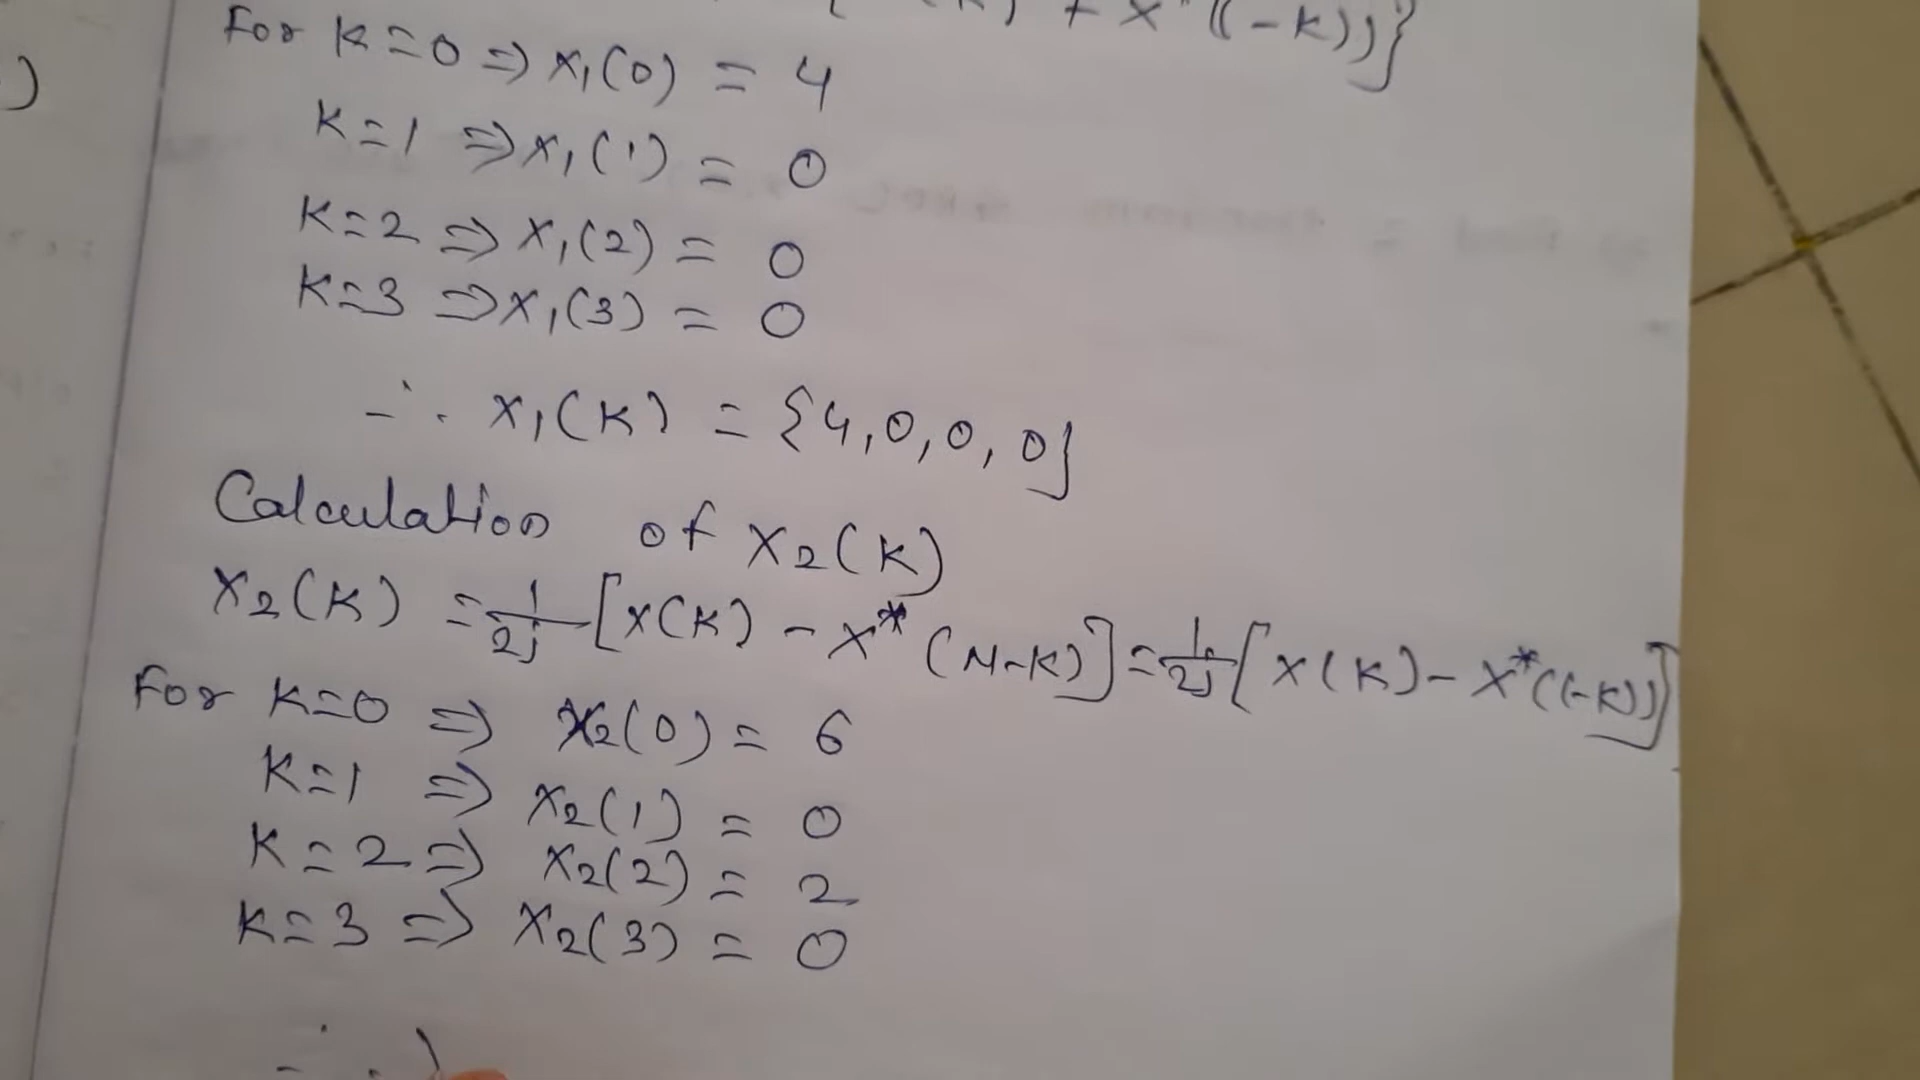 + X*((-K))}
For K=0 ⇒ X₁(0) = 4
K=1 ⇒ X₁(1) = 0
K=2 ⇒ X₁(2) = 0
K=3 ⇒ X₁(3) = 0
∴ X₁(K) = {4,0,0,0}
Calculation of X₂(K)
X₂(K) = 1/2j [X(K) - X*(N-K)] = 1/2j [X(K) - X*((-K))]
For K=0 ⇒ X₂(0) = 6
K=1 ⇒ X₂(1) = 0
K=2 ⇒ X₂(2) = 2
K=3 ⇒ X₂(3) = 0
∴